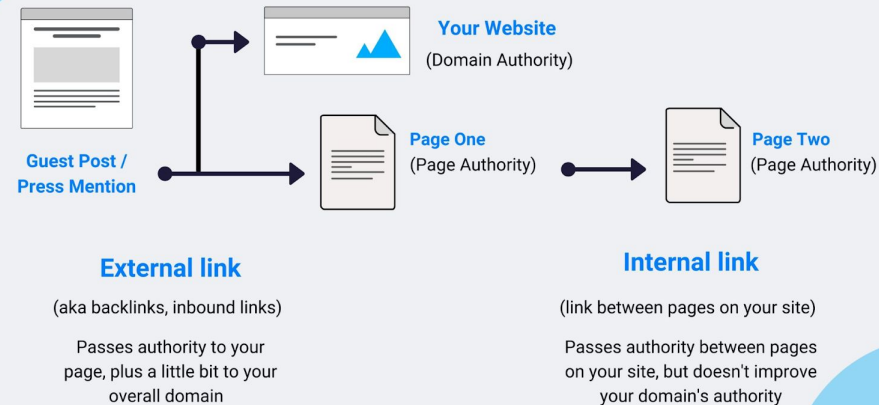 Your Website
(Domain Authority)
Guest Post /
Press Mention
Page One
(Page Authority)
Page Two
(Page Authority)
External link
(aka backlinks, inbound links)
Passes authority to your
page, plus a little bit to your
overall domain
Internal link
(link between pages on your site)
Passes authority between pages
on your site, but doesn't improve
your domain's authority